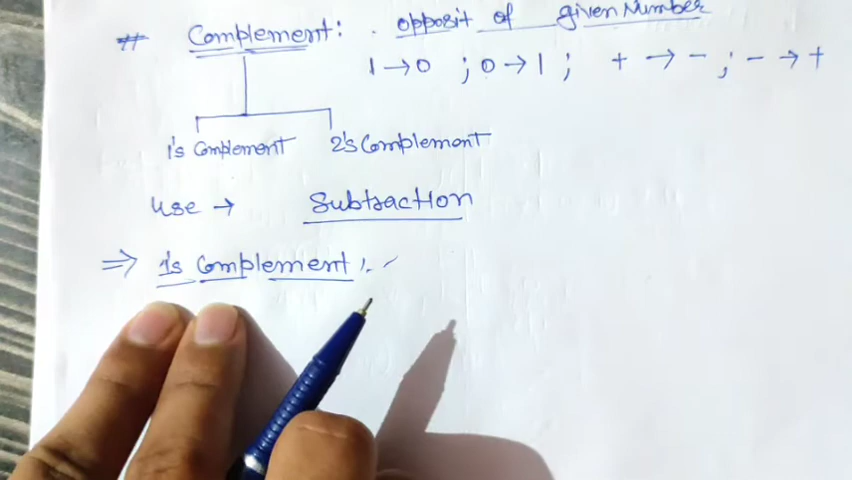 # Complement: . opposit of given Number
1 → 0 ; 0 → 1 ; + → - ; - → +
1's Complement 2's Complement
Use → Subtraction
⇒ 1s Complement :-